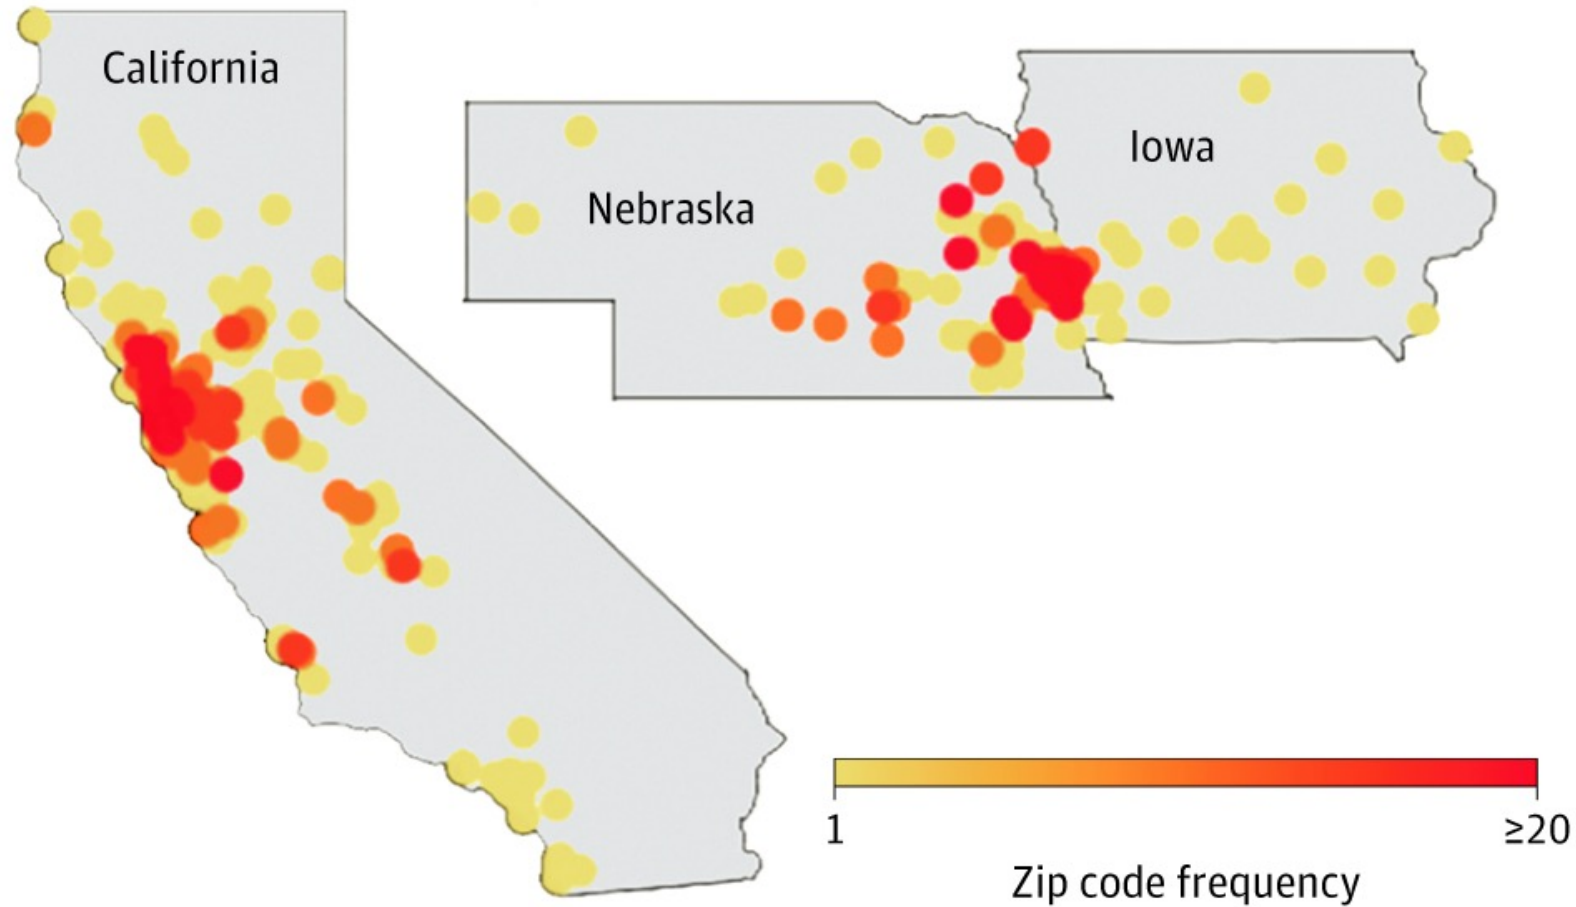 California
Iowa
Nebraska
1
≥20
Zip code frequency